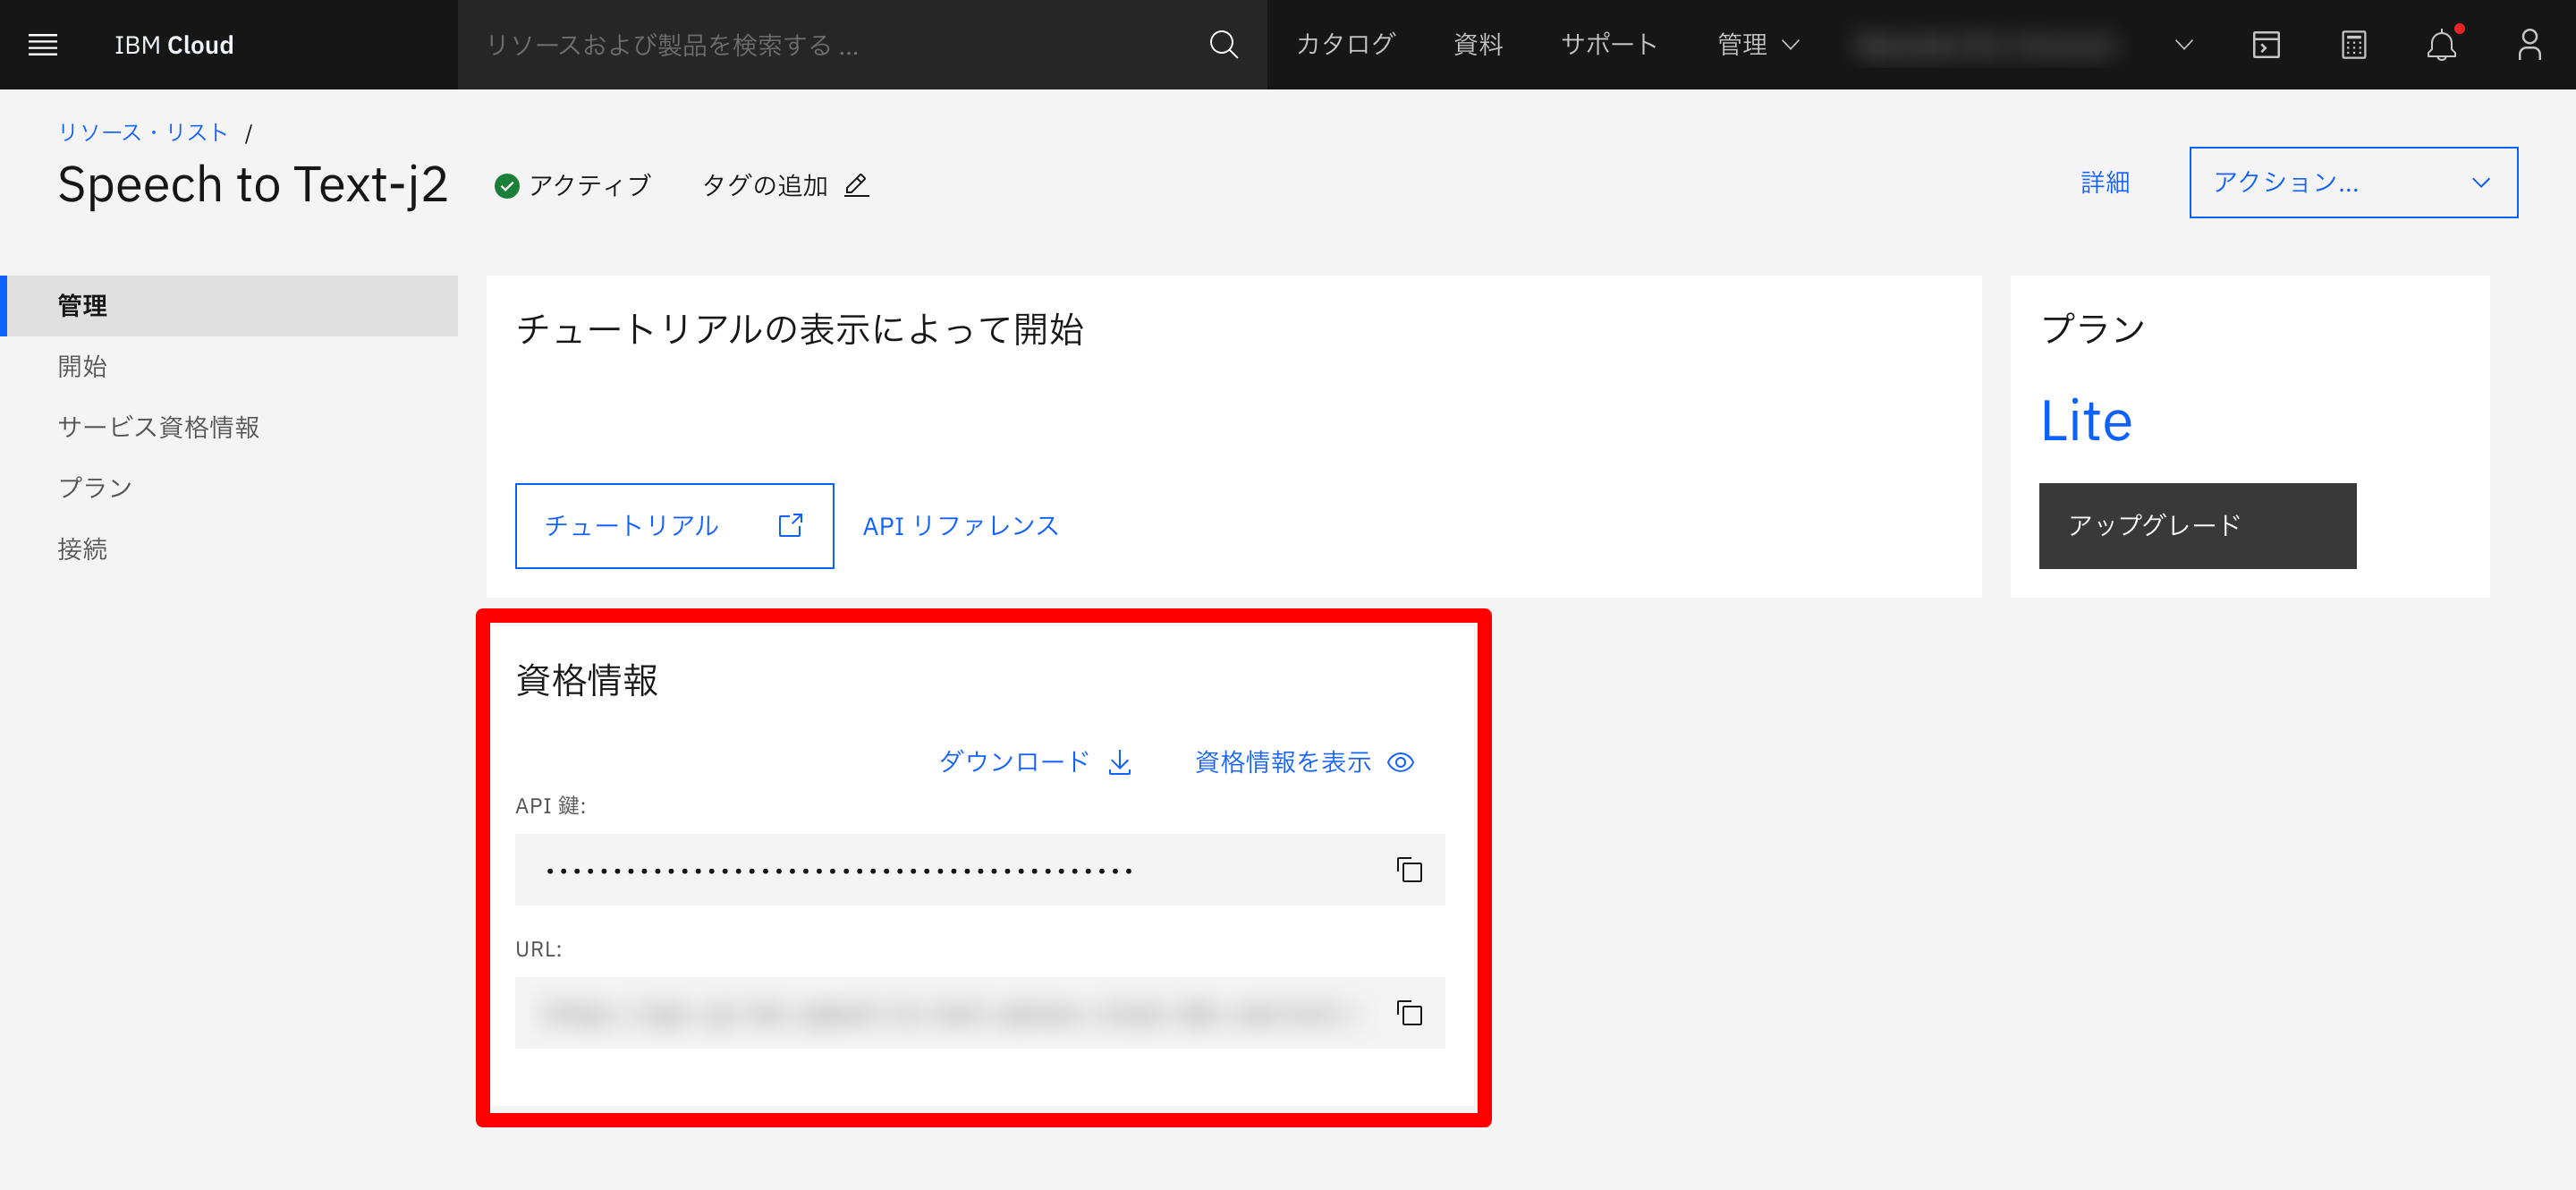 IBM Cloud
リソースおよび製品を検索する ...
カタログ
資料
サポート
管理
リソース・リスト /
Speech to Text-j2
アクティブ
タグの追加
詳細
アクション...
管理
開始
サービス資格情報
プラン
接続
チュートリアルの表示によって開始
チュートリアル
API リファレンス
プラン
Lite
アップグレード
資格情報
ダウンロード
資格情報を表示
API 鍵:
URL: